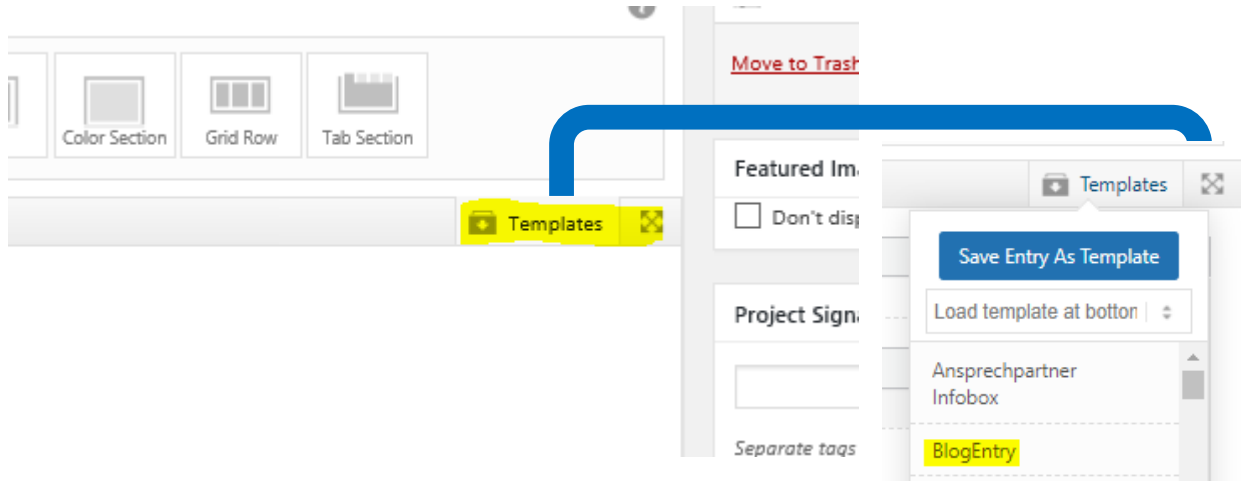 ?
Move to Trash
Color Section
Grid Row
Tab Section
Templates
Featured Im
Don't disp
Project Signa
Separate tags
Templates
Save Entry As Template
Load template at botton
Ansprechpartner
Infobox
BlogEntry